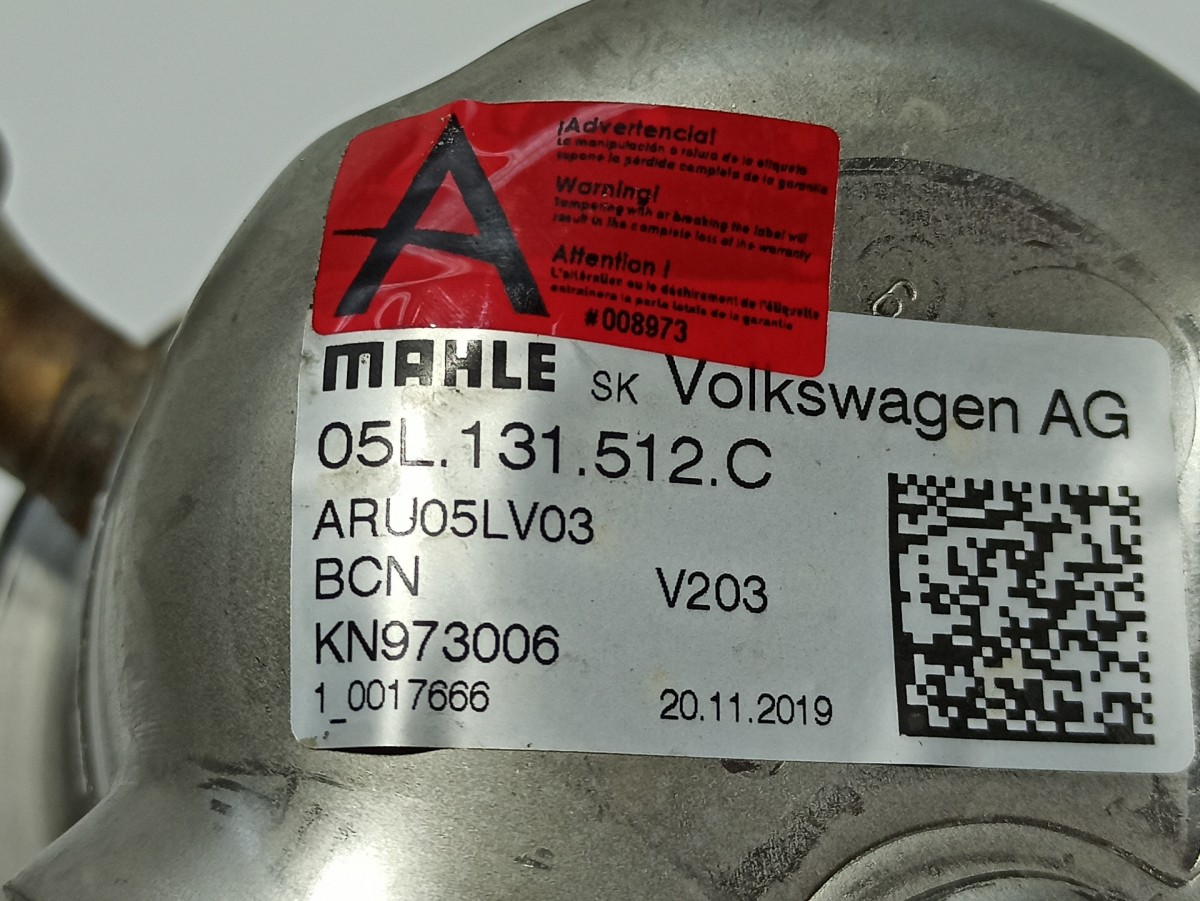 A
¡Advertencia!
La manipulación o rotura de la etiqueta
supone la pérdida completa de la garantía
Warning!
Tampering with or breaking the label will
result in the complete loss of the warranty
Attention !
L'altération ou le déchirement de l'étiquette
entraînera la perte totale de la garantie
#008973
MAHLE SK Volkswagen AG
05L.131.512.C
ARU05LV03
BCN V203
KN973006
1_0017666 20.11.2019